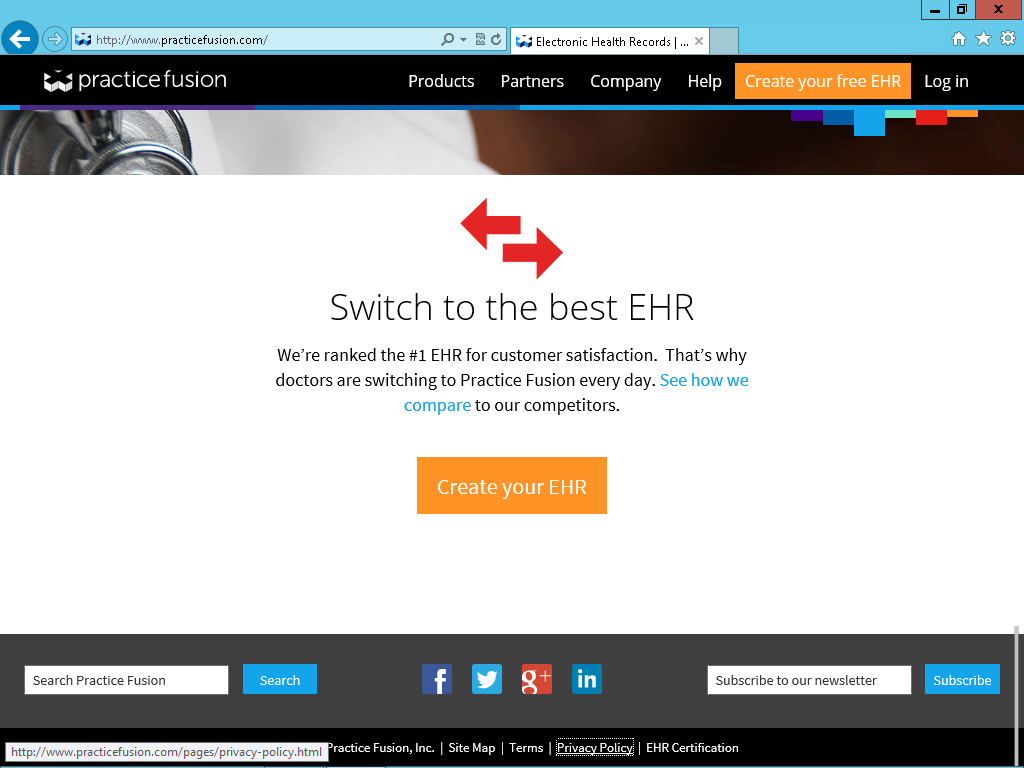 http://www.practicefusion.com/
Electronic Health Records | ...
practice fusion
Products Partners Company Help Create your free EHR Log in
Switch to the best EHR
We're ranked the #1 EHR for customer satisfaction. That's why
doctors are switching to Practice Fusion every day. See how we
compare to our competitors.
Create your EHR
Search Practice Fusion Search
f g+ in
Subscribe to our newsletter Subscribe
http://www.practicefusion.com/pages/privacy-policy.html
Practice Fusion, Inc. | Site Map | Terms | Privacy Policy | EHR Certification